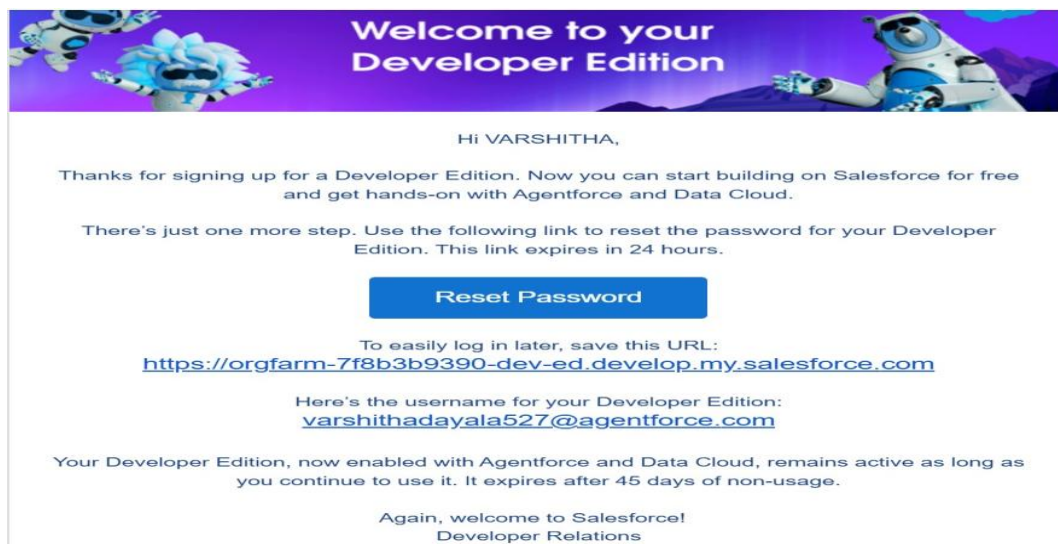 Welcome to your
Developer Edition
Hi VARSHITHA,
Thanks for signing up for a Developer Edition. Now you can start building on Salesforce for free
and get hands-on with Agentforce and Data Cloud.
There's just one more step. Use the following link to reset the password for your Developer
Edition. This link expires in 24 hours.
Reset Password
To easily log in later, save this URL:
https://orgfarm-7f8b3b9390-dev-ed.develop.my.salesforce.com
Here's the username for your Developer Edition:
varshithadayala527@agentforce.com
Your Developer Edition, now enabled with Agentforce and Data Cloud, remains active as long as
you continue to use it. It expires after 45 days of non-usage.
Again, welcome to Salesforce!
Developer Relations